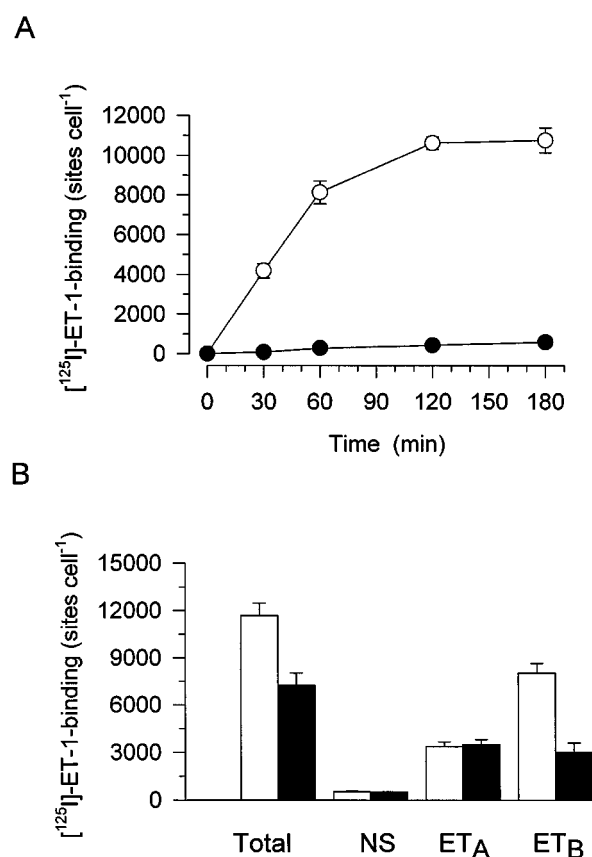 A
[¹²⁵I]-ET-1-binding (sites cell⁻¹)
12000
10000
8000
6000
4000
2000
0
0 30 60 90 120 150 180
Time (min)
B
[¹²⁵I]-ET-1-binding (sites cell⁻¹)
15000
12000
9000
6000
3000
0
Total NS ET_A ET_B